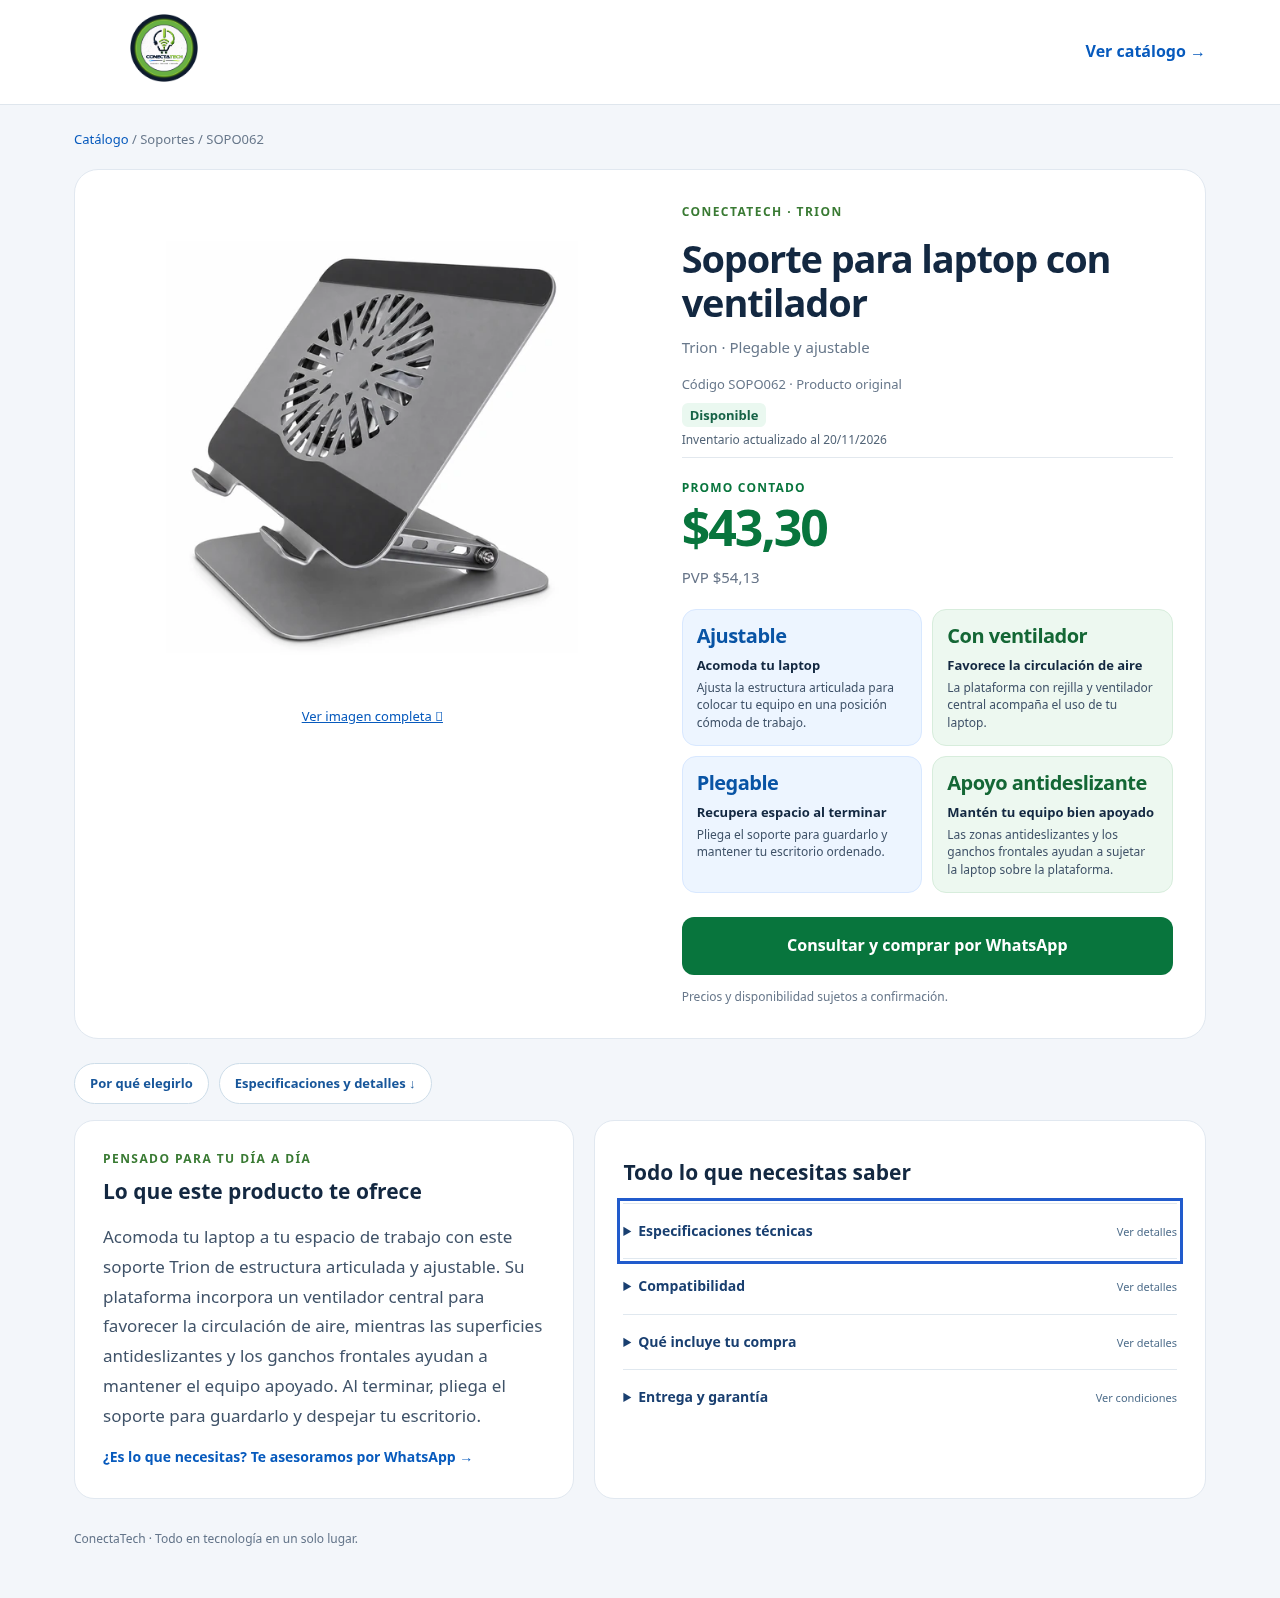 CONECTATECH
Ver catálogo →
Catálogo / Soportes / SOPO062
CONECTATECH · TRION
Soporte para laptop con
ventilador
Trion · Plegable y ajustable
Código SOPO062 · Producto original
Disponible
Inventario actualizado al 20/11/2026
PROMO CONTADO
$43,30
PVP $54,13
Ajustable
Acomoda tu laptop
Ajusta la estructura articulada para
colocar tu equipo en una posición
cómoda de trabajo.
Con ventilador
Favorece la circulación de aire
La plataforma con rejilla y ventilador
central acompaña el uso de tu
laptop.
Plegable
Recupera espacio al terminar
Pliega el soporte para guardarlo y
mantener tu escritorio ordenado.
Apoyo antideslizante
Mantén tu equipo bien apoyado
Las zonas antideslizantes y los
ganchos frontales ayudan a sujetar
la laptop sobre la plataforma.
Ver imagen completa
Consultar y comprar por WhatsApp
Precios y disponibilidad sujetos a confirmación.
Por qué elegirlo
Especificaciones y detalles ↓
PENSADO PARA TU DÍA A DÍA
Lo que este producto te ofrece
Acomoda tu laptop a tu espacio de trabajo con este
soporte Trion de estructura articulada y ajustable. Su
plataforma incorpora un ventilador central para
favorecer la circulación de aire, mientras las superficies
antideslizantes y los ganchos frontales ayudan a
mantener el equipo apoyado. Al terminar, pliega el
soporte para guardarlo y despejar tu escritorio.
¿Es lo que necesitas? Te asesoramos por WhatsApp →
Todo lo que necesitas saber
Especificaciones técnicas Ver detalles
Compatibilidad Ver detalles
Qué incluye tu compra Ver detalles
Entrega y garantía Ver condiciones
ConectaTech · Todo en tecnología en un solo lugar.